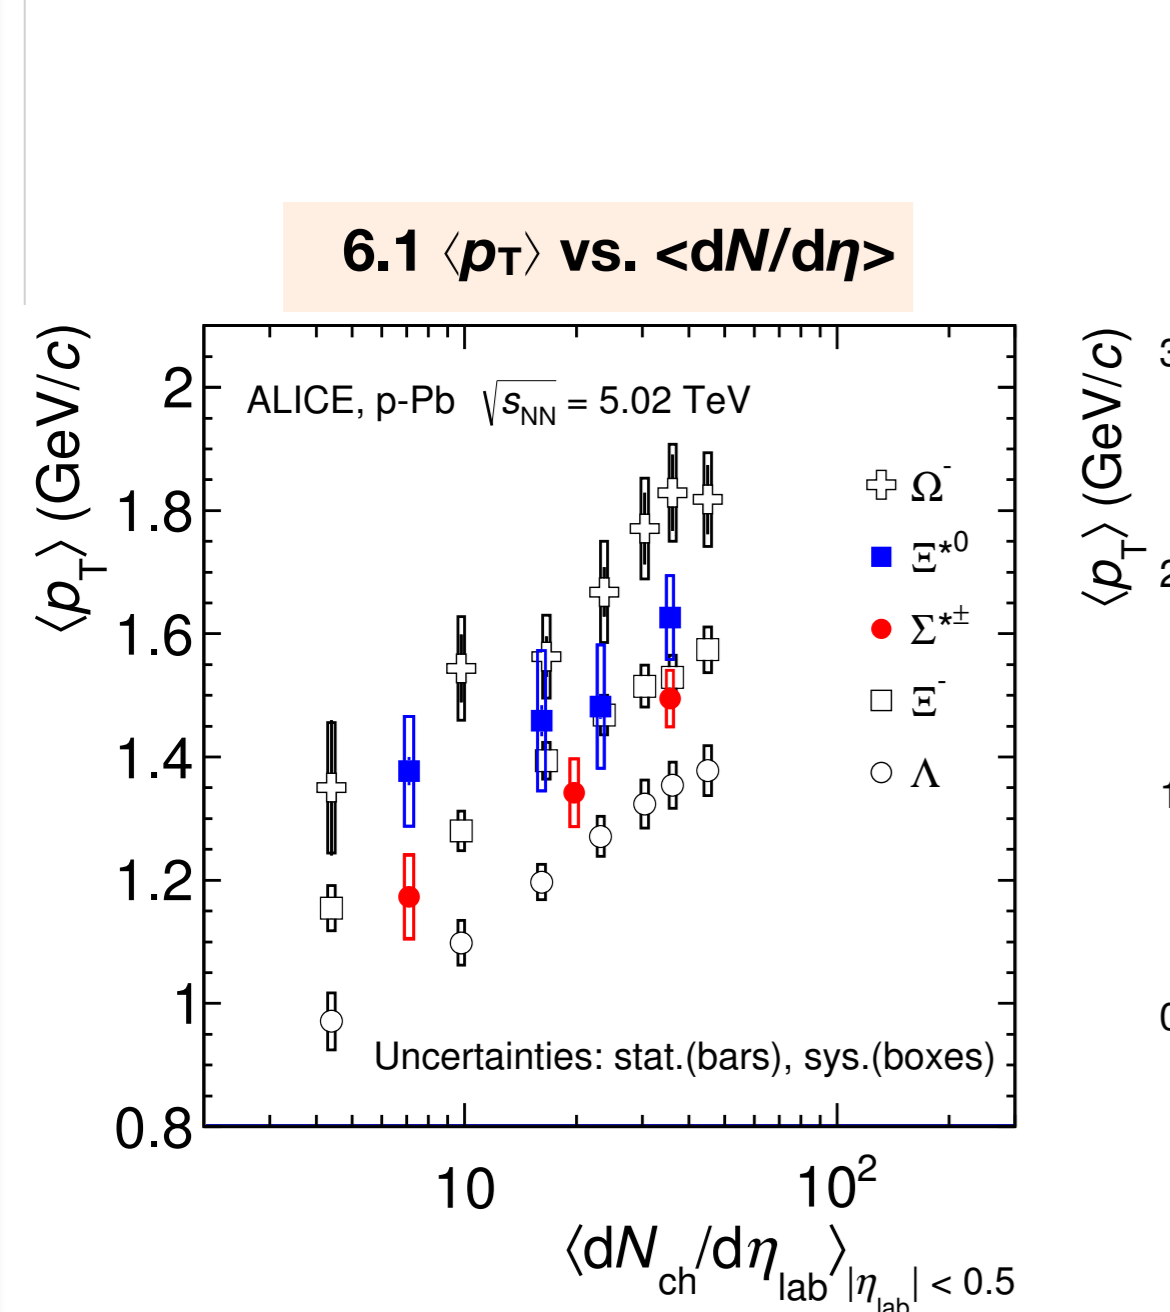 6.1 ⟨pT⟩ vs. <dN/dη>
⟨pT⟩ (GeV/c)
ALICE, p-Pb √sNN = 5.02 TeV
2
1.8
1.6
1.4
1.2
1
0.8
Ω-
Ξ*0
Σ*±
Ξ-
Λ
Uncertainties: stat.(bars), sys.(boxes)
10
10²
⟨dNch/dηlab⟩|ηlab| < 0.5
⟨pT⟩ (GeV/c)